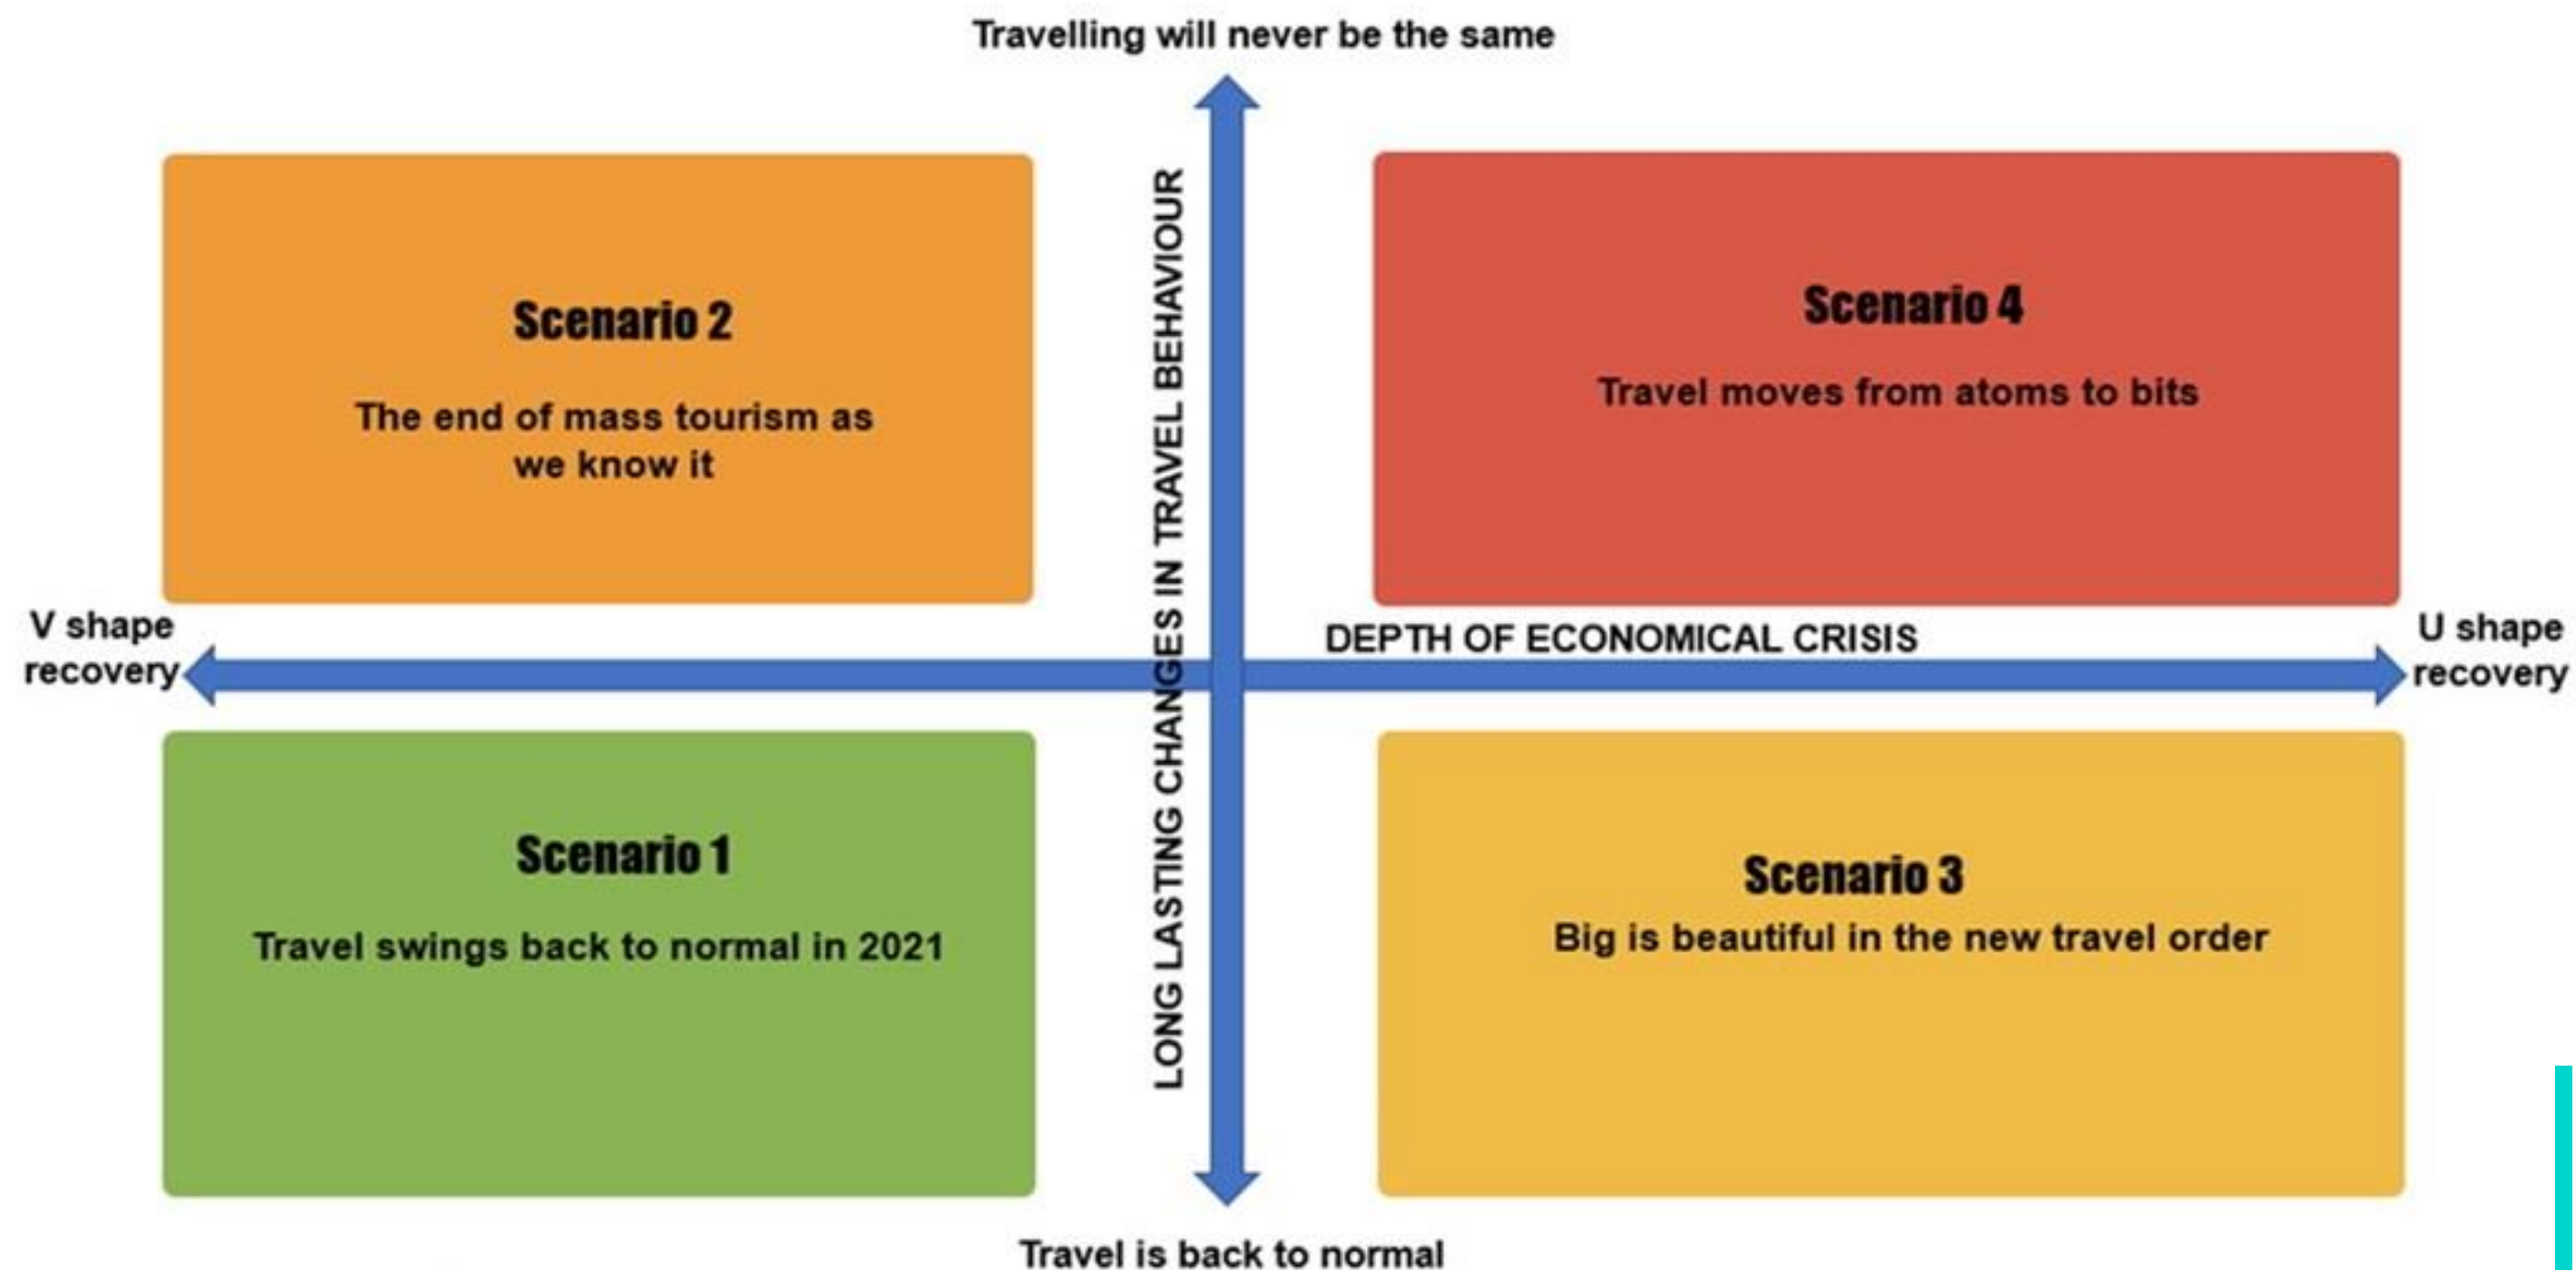 Travelling will never be the same
Scenario 2
The end of mass tourism as
we know it
LONG LASTING CHANGES IN TRAVEL BEHAVIOUR
Scenario 4
Travel moves from atoms to bits
V shape
recovery
DEPTH OF ECONOMICAL CRISIS
U shape
recovery
Scenario 1
Travel swings back to normal in 2021
Scenario 3
Big is beautiful in the new travel order
Travel is back to normal